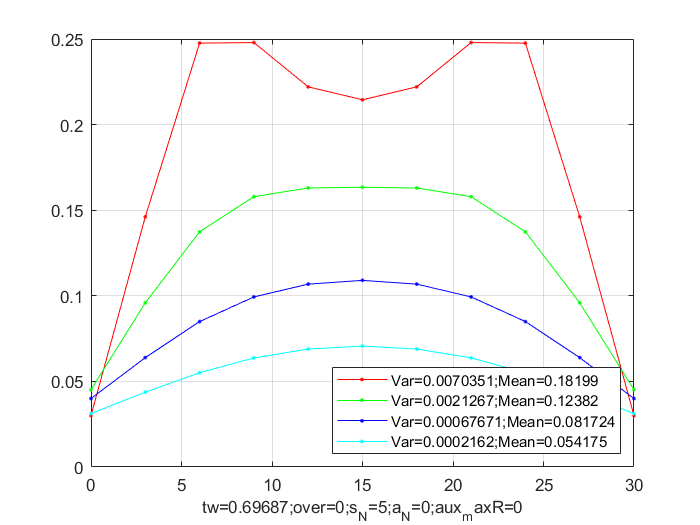 0.25
0.2
0.15
0.1
0.05
0
0 5 10 15 20 25 30
Var=0.0070351;Mean=0.18199
Var=0.0021267;Mean=0.12382
Var=0.00067671;Mean=0.081724
Var=0.0002162;Mean=0.054175
tw=0.69687;over=0;s_N=5;a_N=0;aux_maxR=0